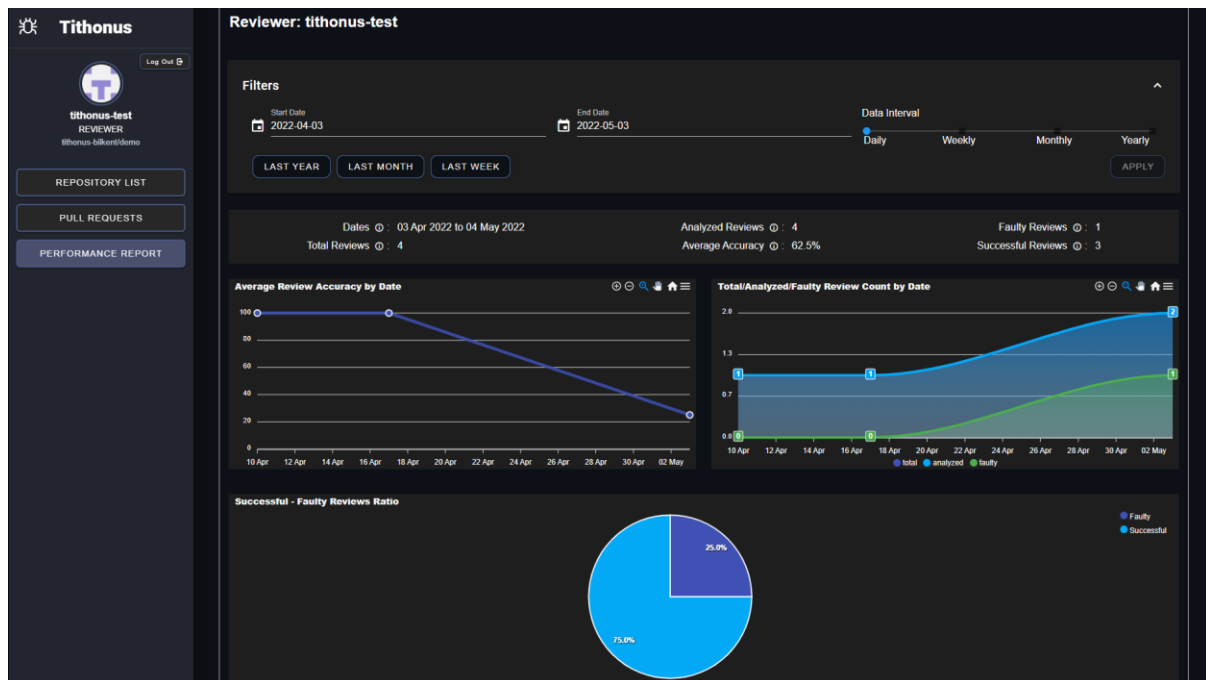 Tithonus
Log Out
tithonus-test
REVIEWER
tithonus-bilkent/demo
REPOSITORY LIST
PULL REQUESTS
PERFORMANCE REPORT
Reviewer: tithonus-test
Filters
Start Date
2022-04-03
End Date
2022-05-03
Data Interval
Daily Weekly Monthly Yearly
LAST YEAR LAST MONTH LAST WEEK
APPLY
Dates : 03 Apr 2022 to 04 May 2022
Total Reviews : 4
Analyzed Reviews : 4
Average Accuracy : 62.5%
Faulty Reviews : 1
Successful Reviews : 3
Average Review Accuracy by Date
100
80
60
40
20
0
10 Apr 12 Apr 14 Apr 16 Apr 18 Apr 20 Apr 22 Apr 24 Apr 26 Apr 28 Apr 30 Apr 02 May
Total/Analyzed/Faulty Review Count by Date
2.0
2
1.3
1 1 1
0.7
0.0 0 0
10 Apr 12 Apr 14 Apr 16 Apr 18 Apr 20 Apr 22 Apr 24 Apr 26 Apr 28 Apr 30 Apr 02 May
total analyzed faulty
Successful - Faulty Reviews Ratio
Faulty
Successful
25.0%
75.0%